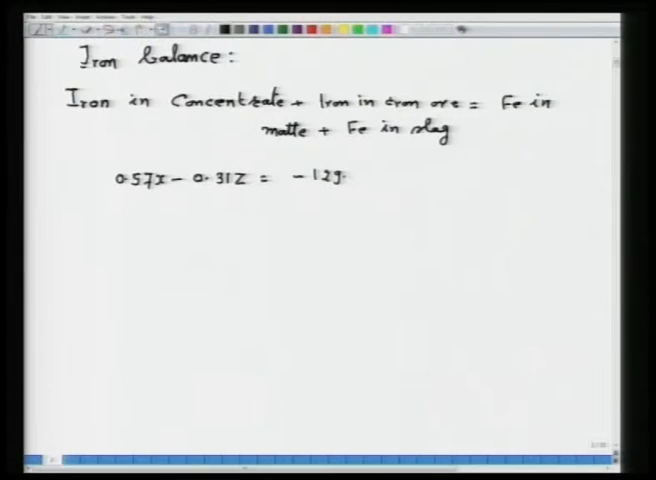 Iron balance:
Iron in Concentrate + Iron in iron ore = Fe in
matte + Fe in slag
0.57x - 0.31Z = -129.